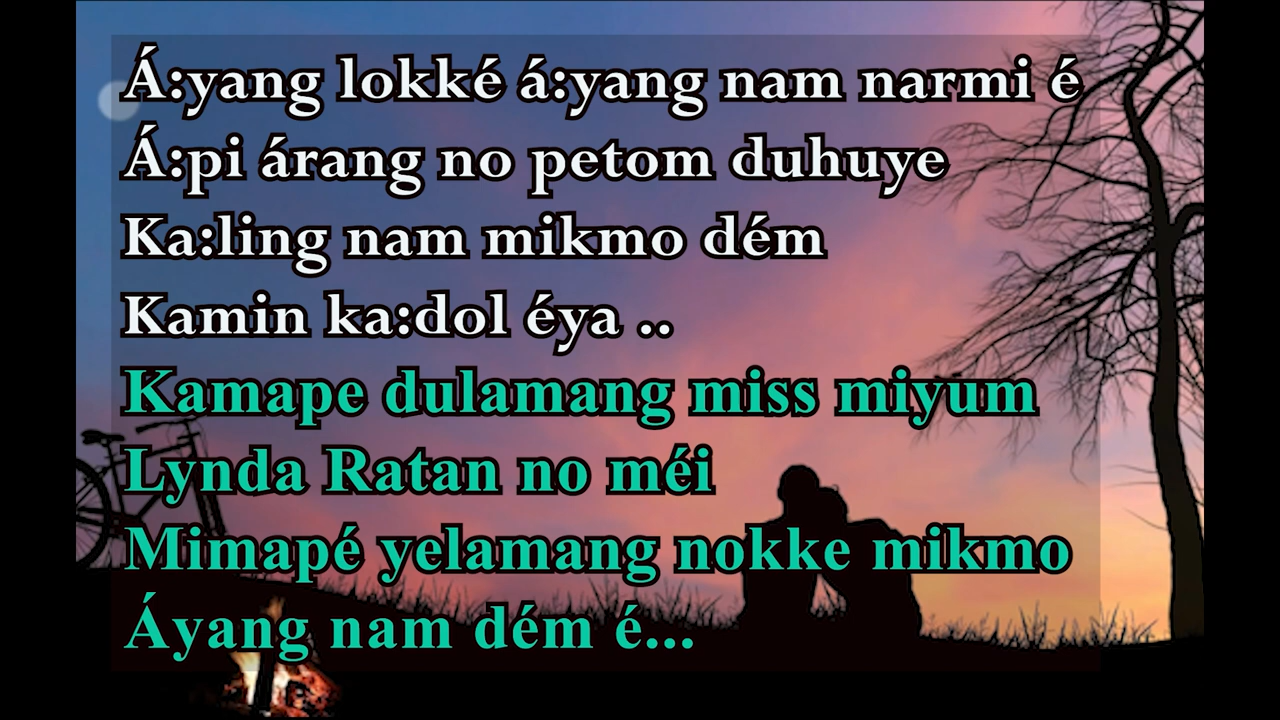 Á:yang lokké á:yang nam narmi é
Á:pi árang no petom duhuye
Ka:ling nam mikmo dém
Kamin ka:dol éya ..
Kamape dulamang miss miyum
Lynda Ratan no méi
Mimapé yelamang nokke mikmo
Áyang nam dém é...